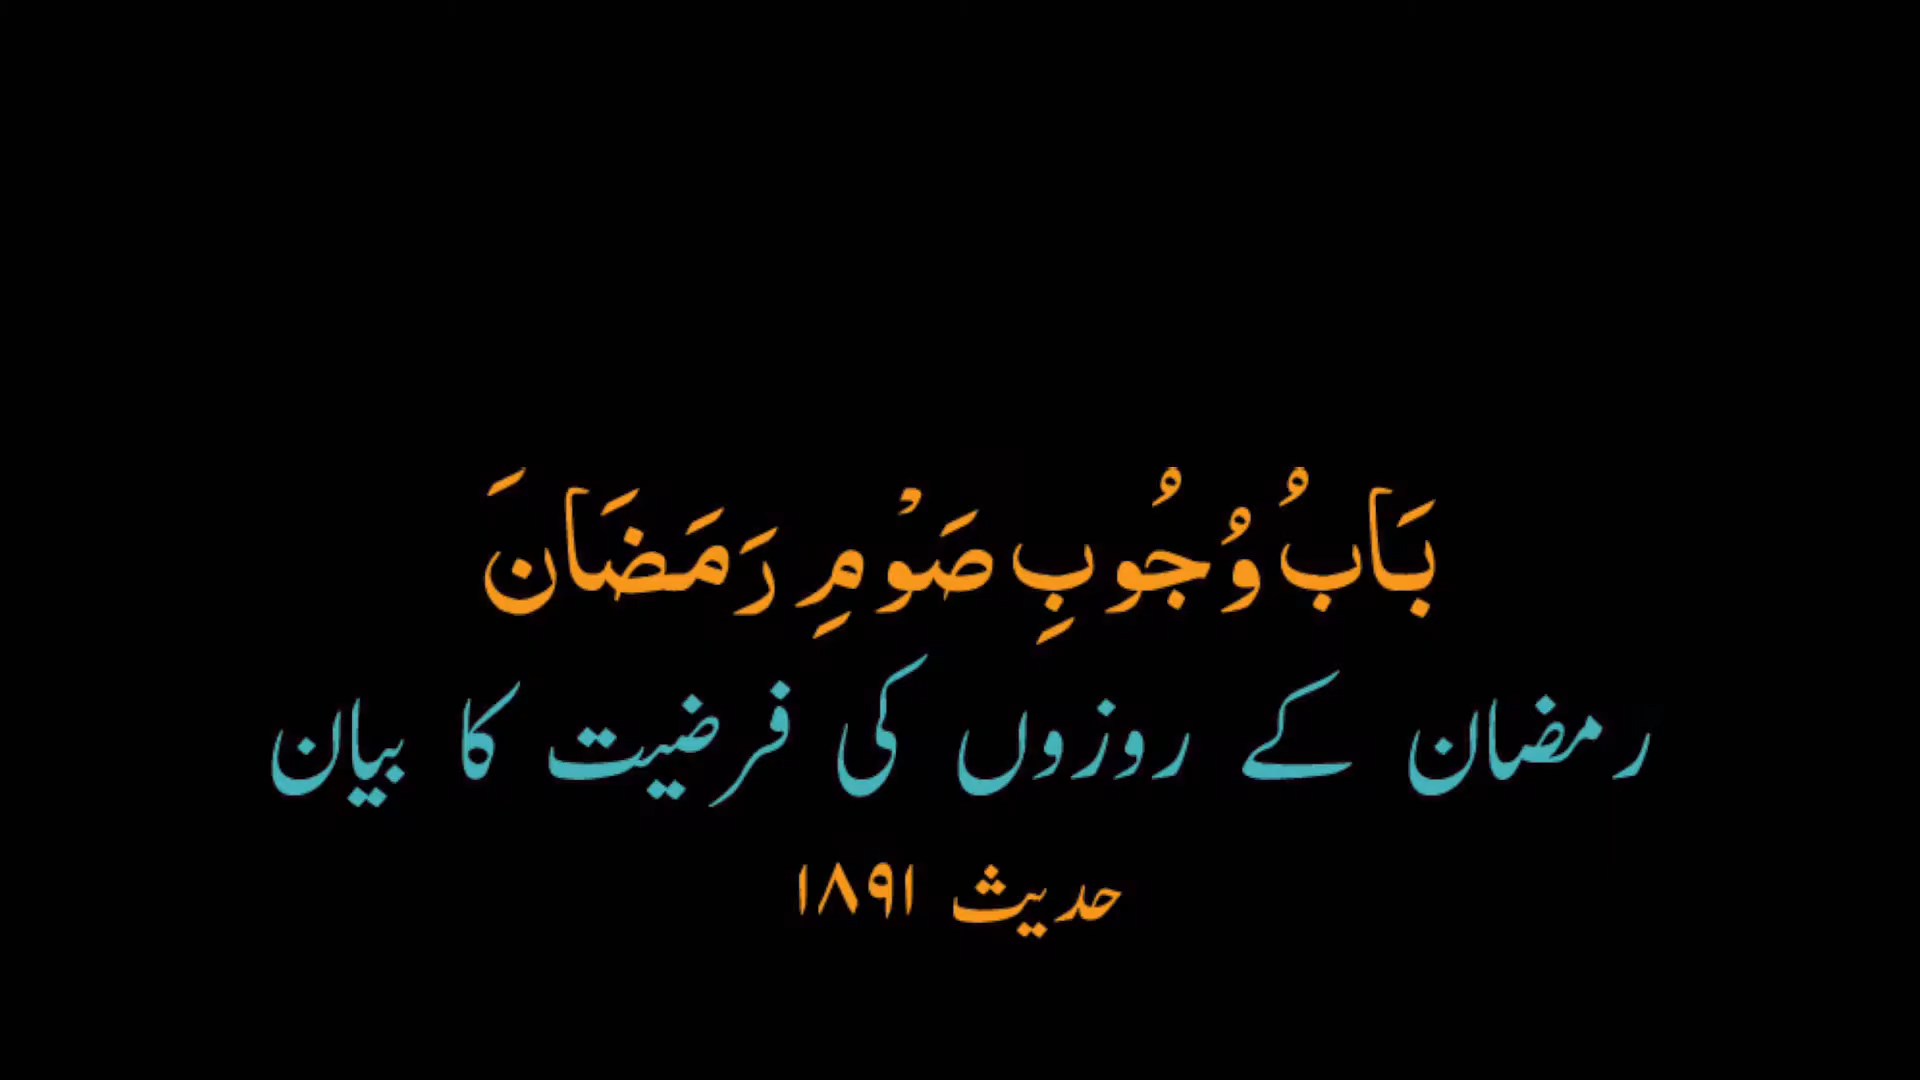 بَابُ وُجُوبِ صَوْمِ رَمَضَانَ
رمضان کے روزوں کی فرضیت کا بیان
حدیث ۱۸۹۱